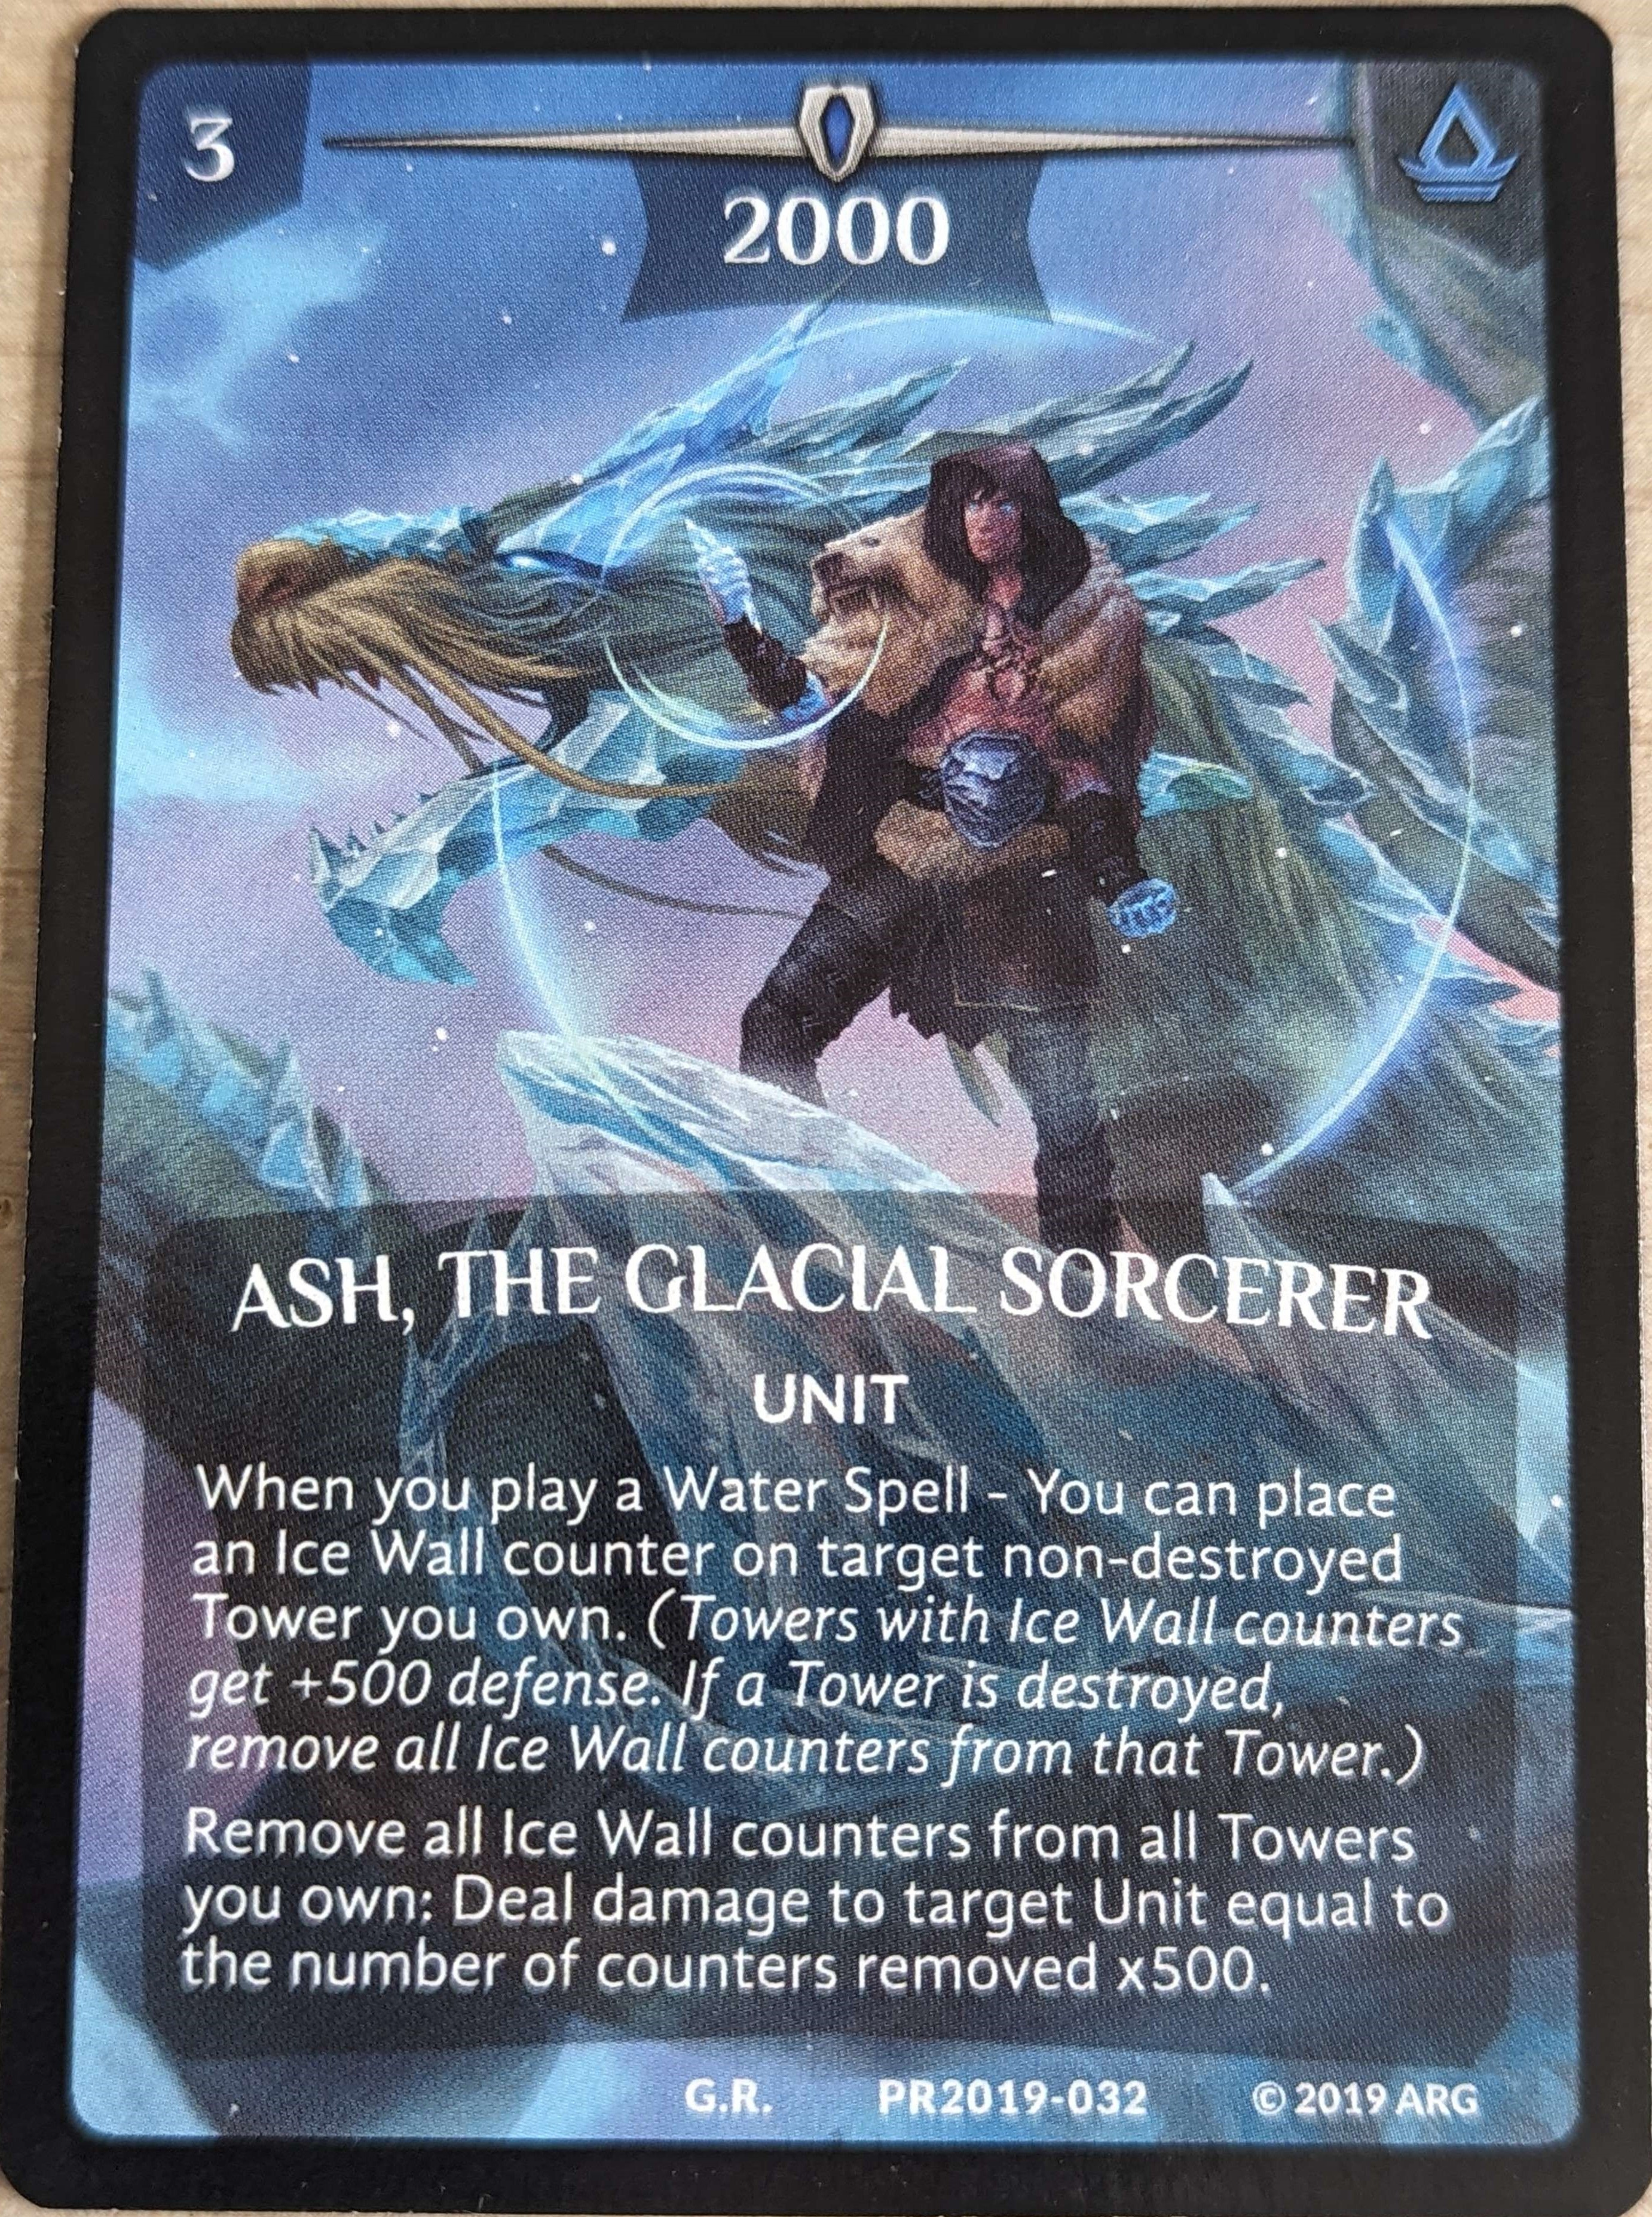 3
2000
ASH, THE GLACIAL SORCERER
UNIT
When you play a Water Spell - You can place
an Ice Wall counter on target non-destroyed
Tower you own. (Towers with Ice Wall counters
get +500 defense. If a Tower is destroyed,
remove all Ice Wall counters from that Tower.)
Remove all Ice Wall counters from all Towers
you own: Deal damage to target Unit equal to
the number of counters removed x500.
G.R. PR2019-032 © 2019 ARG